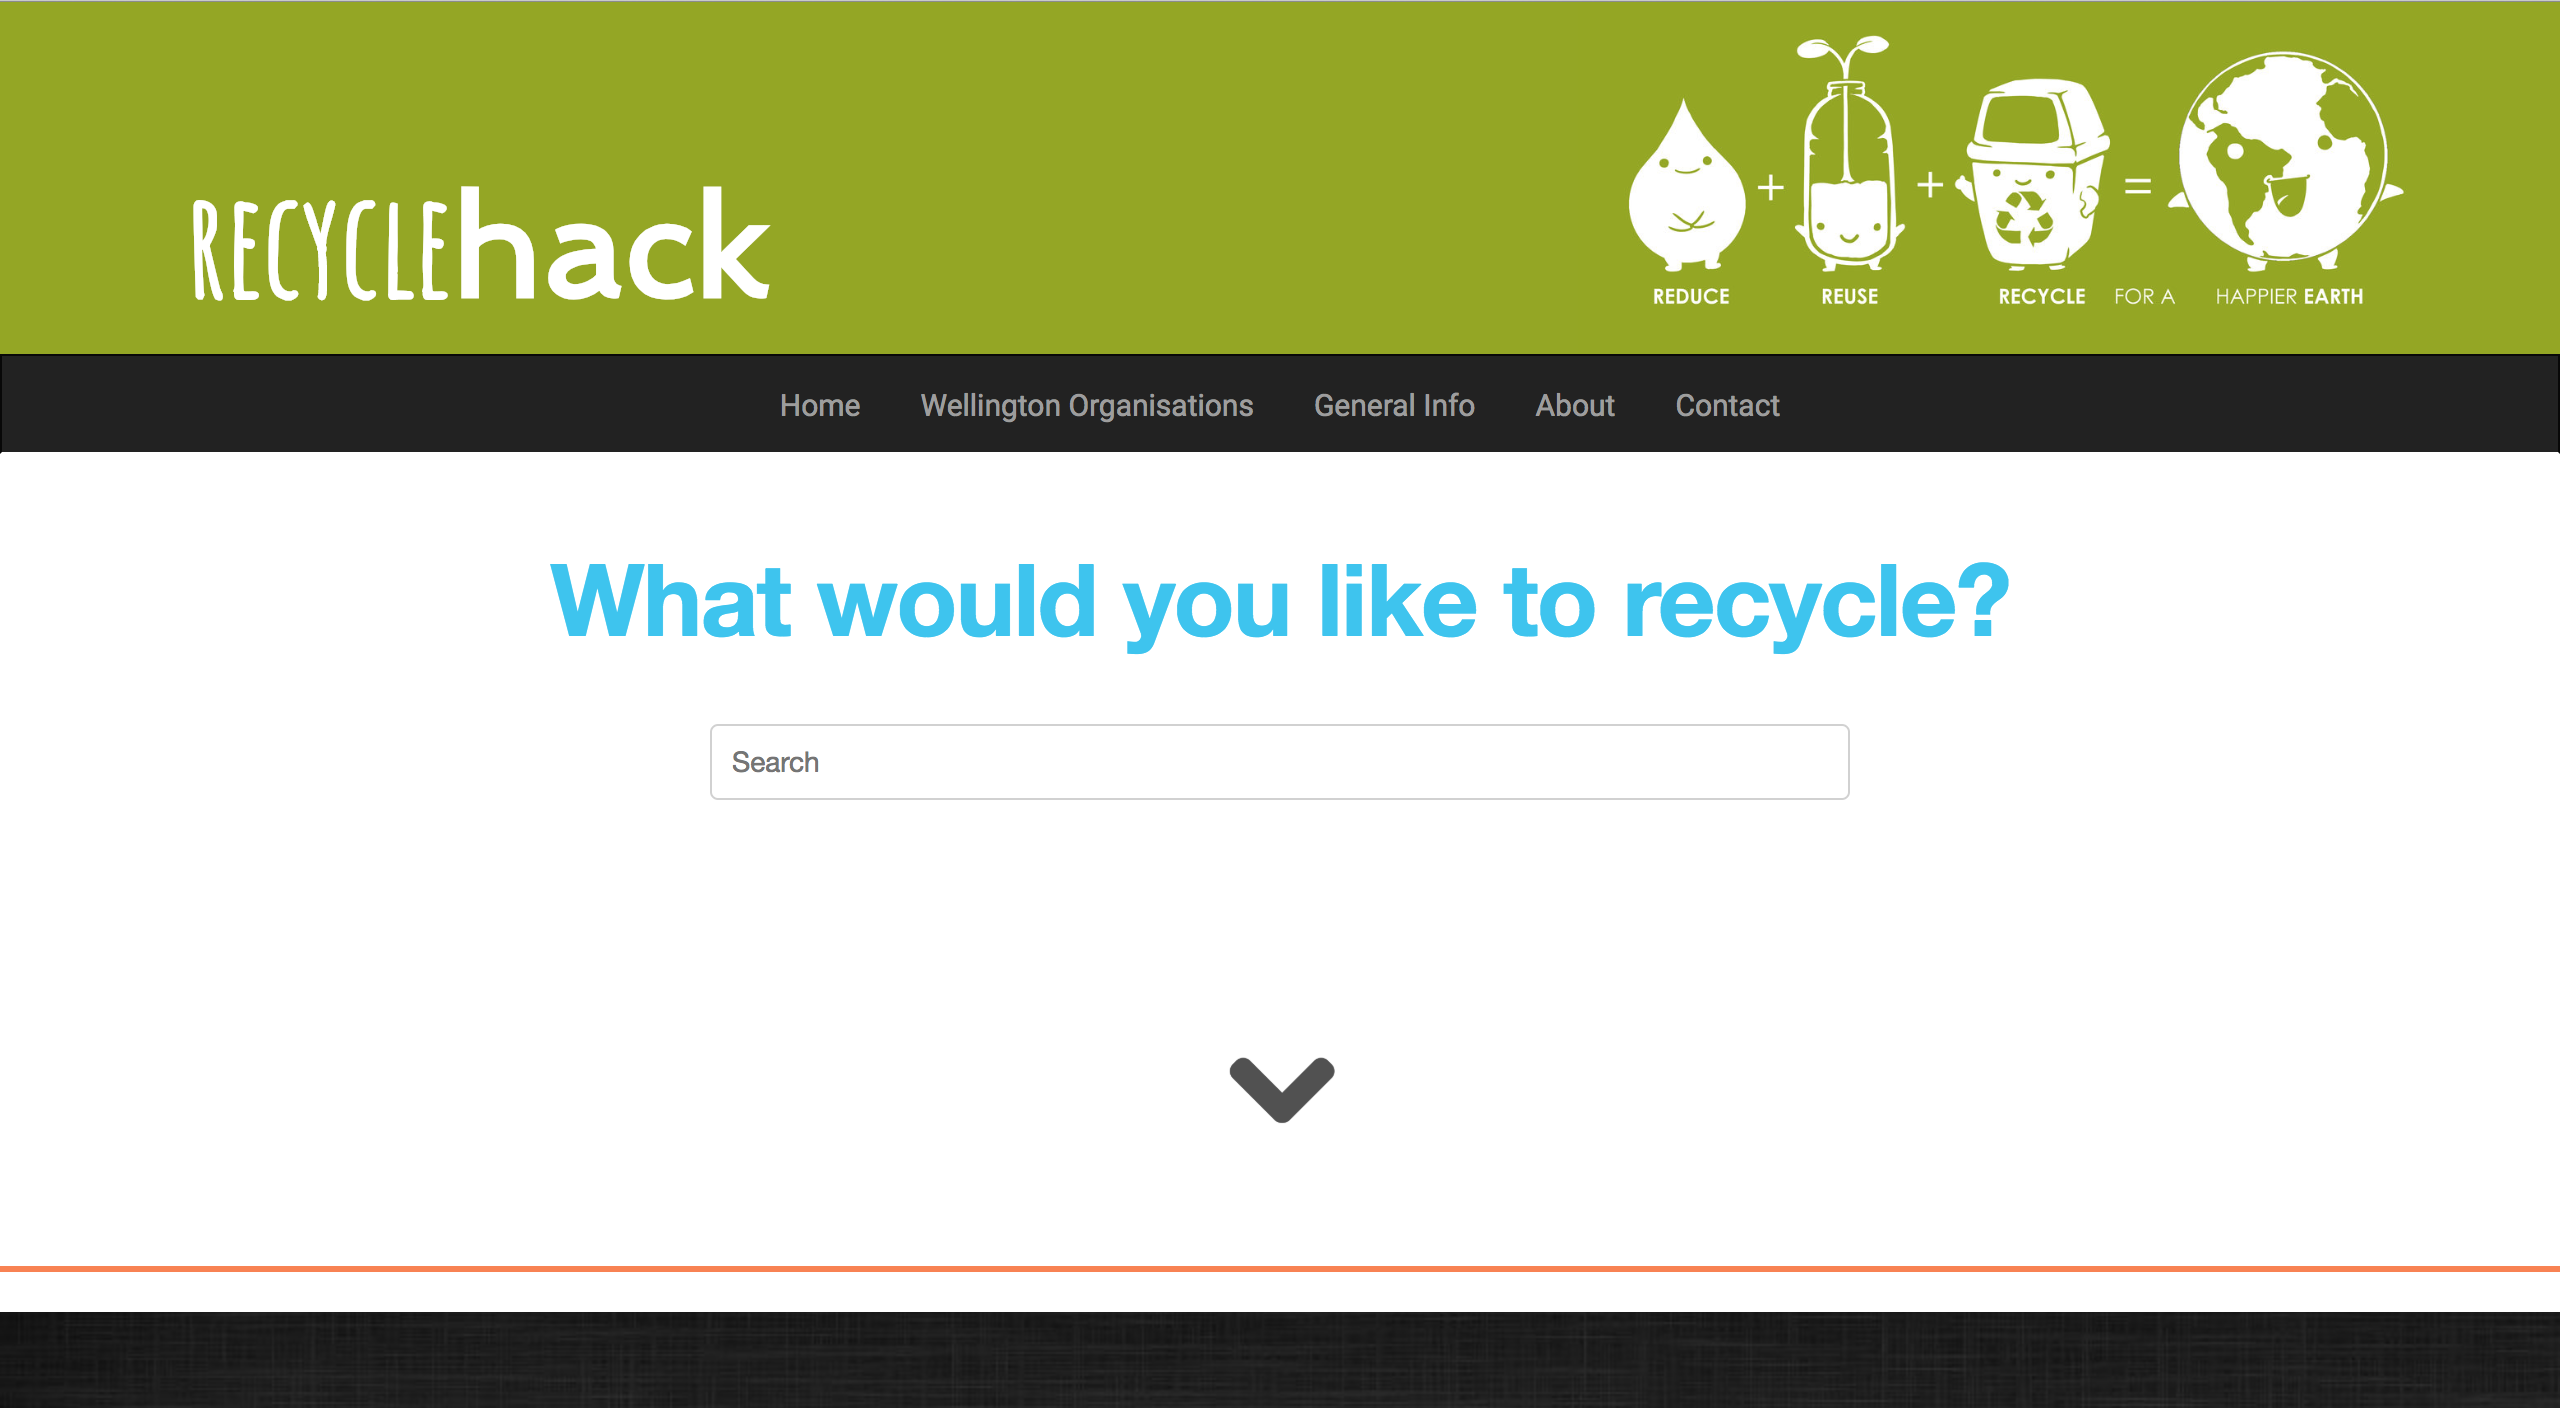 RECYCLEhack
+ + =
REDUCE REUSE RECYCLE FOR A HAPPIER EARTH
Home Wellington Organisations General Info About Contact
What would you like to recycle?
Search